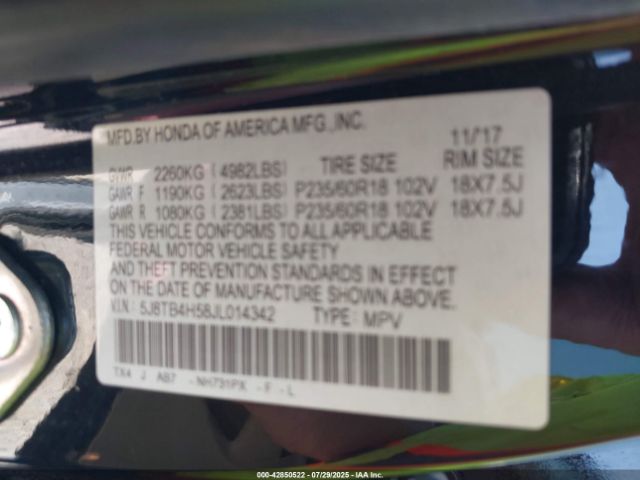 MFD.BY HONDA OF AMERICA MFG.,INC. 11/17
GVWR 2260KG ( 4982LBS) TIRE SIZE RIM SIZE
GAWR F 1190KG ( 2623LBS) P235/60R18 102V 18X7.5J
GAWR R 1080KG ( 2381LBS) P235/60R18 102V 18X7.5J
THIS VEHICLE CONFORMS TO ALL APPLICABLE
FEDERAL MOTOR VEHICLE SAFETY
AND THEFT PREVENTION STANDARDS IN EFFECT
ON THE DATE OF MANUFACTURE SHOWN ABOVE.
V.I.N.: 5J8TB4H58JL014342 TYPE: MPV
TX4 J AB7 -NH731PX -F -L
000-42850522 - 07/29/2025 - IAA Inc.